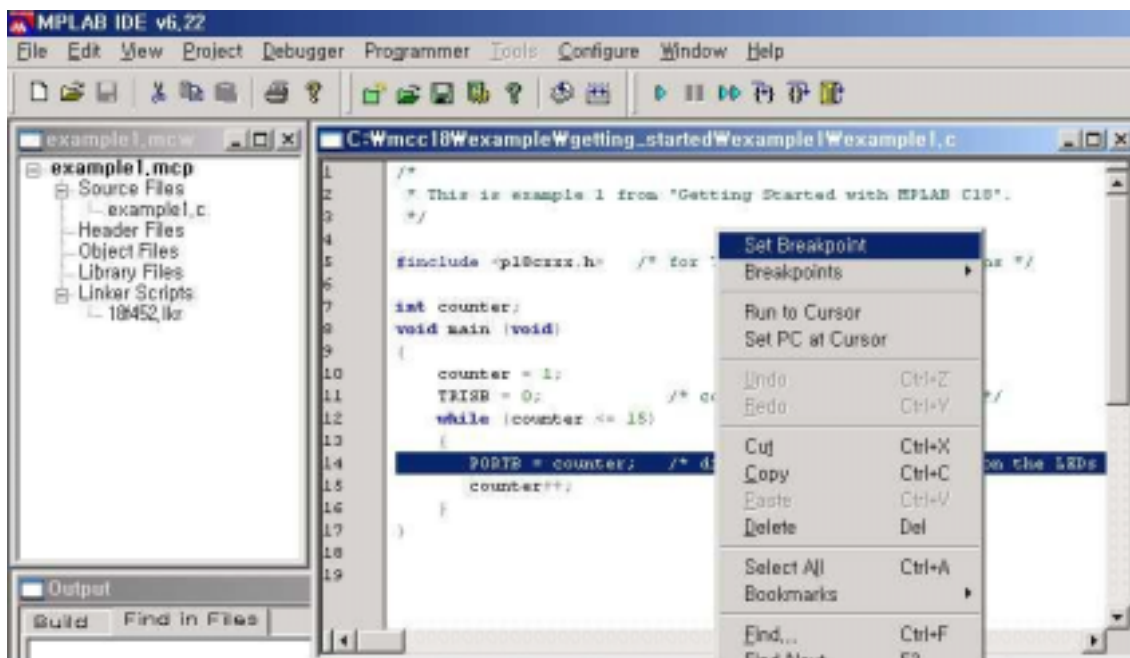 MPLAB IDE v6.22
File Edit View Project Debugger Programmer Tools Configure Window Help
example1.mcw
example1.mcp
Source Files
example1.c
Header Files
Object Files
Library Files
Linker Scripts
18f452.lkr
Output
Build Find in Files
C:₩mcc18₩example₩getting_started₩example1₩example1.c
1 /*
2 * This is example 1 from "Getting Started with MPLAB C18".
3 */
4
5 #include <p18cxxx.h> /* for */
6
7 int counter;
8 void main (void)
9 {
10 counter = 1;
11 TRISB = 0; /* */
12 while (counter <= 15)
13 {
14 PORTB = counter; /* on the LEDs
15 counter++;
16 }
17 }
18
19
Set Breakpoint
Breakpoints
Run to Cursor
Set PC at Cursor
Undo Ctrl+Z
Redo Ctrl+Y
Cut Ctrl+X
Copy Ctrl+C
Paste Ctrl+V
Delete Del
Select All Ctrl+A
Bookmarks
Find... Ctrl+F
Find Next F3